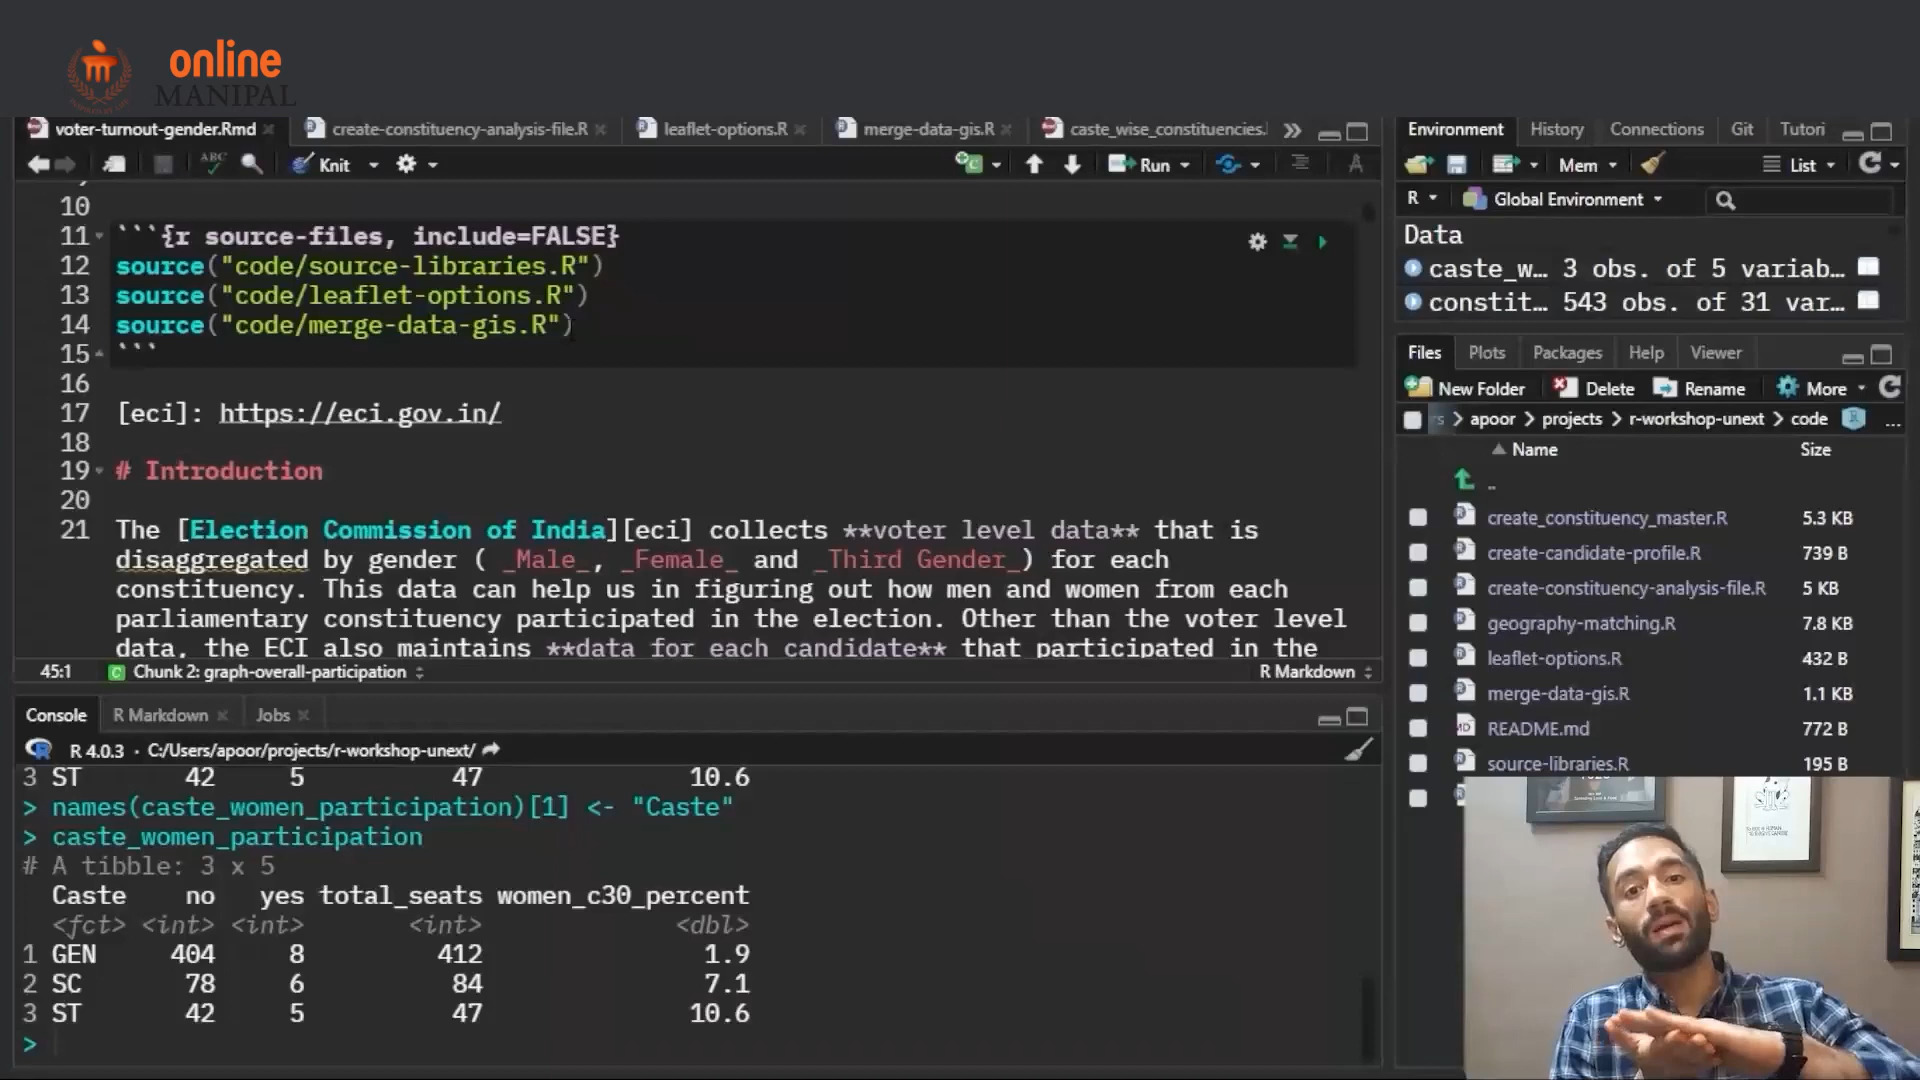 online
MANIPAL
voter-turnout-gender.Rmd
create-constituency-analysis-file.R
leaflet-options.R
merge-data-gis.R
caste_wise_constituencies.
ABC
Knit
Run
10
11 ```{r source-files, include=FALSE}
12 source("code/source-libraries.R")
13 source("code/leaflet-options.R")
14 source("code/merge-data-gis.R")
15 ```
16
17 [eci]: https://eci.gov.in/
18
19 # Introduction
20
21 The [Election Commission of India][eci] collects **voter level data** that is
disaggregated by gender ( _Male_, _Female_ and _Third Gender_) for each
constituency. This data can help us in figuring out how men and women from each
parliamentary constituency participated in the election. Other than the voter level
data, the ECI also maintains **data for each candidate** that participated in the
45:1 Chunk 2: graph-overall-participation R Markdown
Console R Markdown Jobs
R 4.0.3 · C:/Users/apoor/projects/r-workshop-unext/
3 ST 42 5 47 10.6
> names(caste_women_participation)[1] <- "Caste"
> caste_women_participation
# A tibble: 3 x 5
Caste no yes total_seats women_c30_percent
<fct> <int> <int> <int> <dbl>
1 GEN 404 8 412 1.9
2 SC 78 6 84 7.1
3 ST 42 5 47 10.6
>
Environment History Connections Git Tutori
Mem List
R Global Environment
Data
caste_w… 3 obs. of 5 variab…
constit… 543 obs. of 31 var…
Files Plots Packages Help Viewer
New Folder Delete Rename More
rs > apoor > projects > r-workshop-unext > code ...
Name Size
..
create_constituency_master.R 5.3 KB
create-candidate-profile.R 739 B
create-constituency-analysis-file.R 5 KB
geography-matching.R 7.8 KB
leaflet-options.R 432 B
merge-data-gis.R 1.1 KB
README.md 772 B
source-libraries.R 195 B